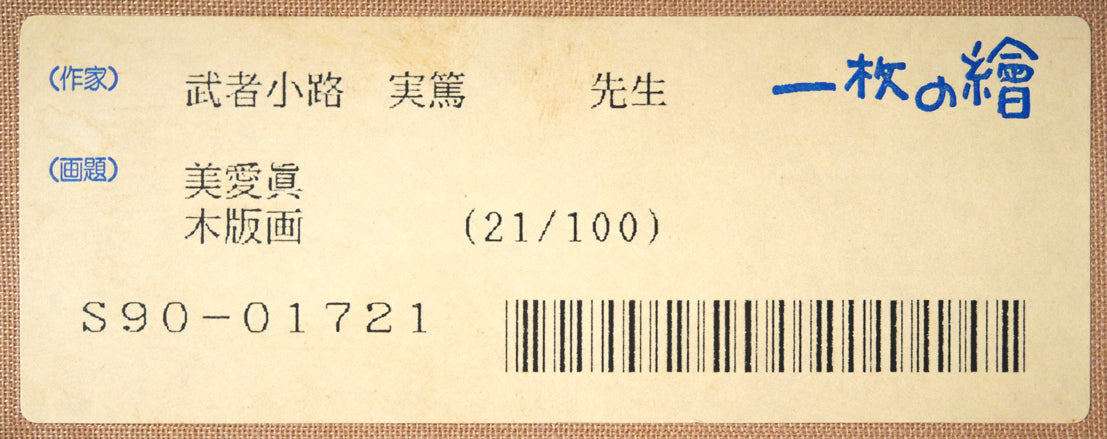 (作家) 武者小路 実篤 先生
一枚の繪
(画題) 美愛眞
木版画 (21/100)
S90-01721